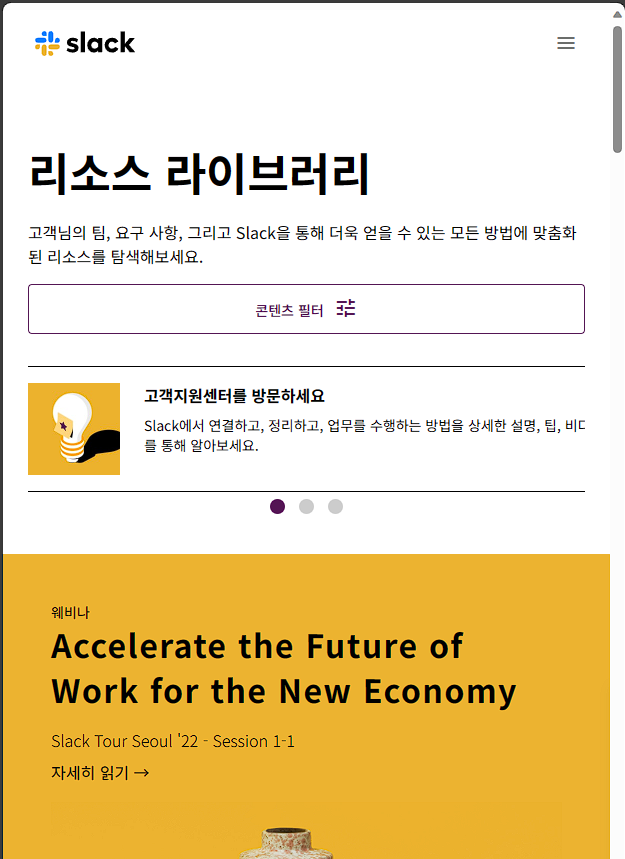 slack
리소스 라이브러리
고객님의 팀, 요구 사항, 그리고 Slack을 통해 더욱 얻을 수 있는 모든 방법에 맞춤화
된 리소스를 탐색해보세요.
콘텐츠 필터
고객지원센터를 방문하세요
Slack에서 연결하고, 정리하고, 업무를 수행하는 방법을 상세한 설명, 팁, 비디
를 통해 알아보세요.
웨비나
Accelerate the Future of
Work for the New Economy
Slack Tour Seoul '22 - Session 1-1
자세히 읽기 →